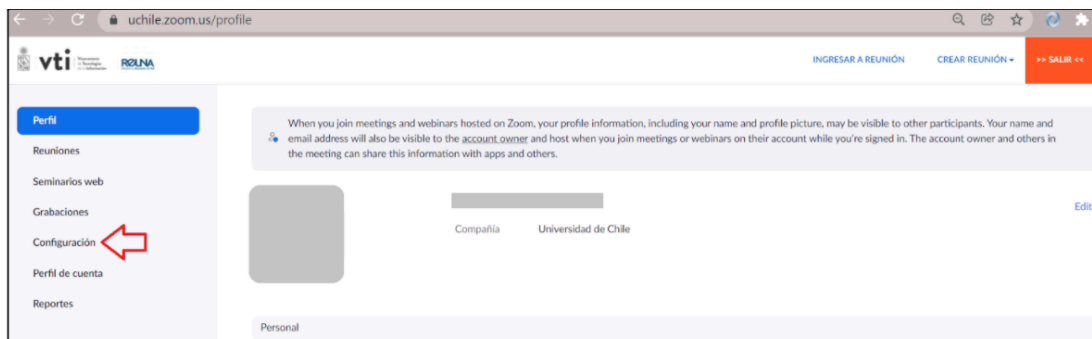 uchile.zoom.us/profile
vti
REUNA
INGRESAR A REUNIÓN
CREAR REUNIÓN
>> SALIR <<
Perfil
Reuniones
Seminarios web
Grabaciones
Configuración
Perfil de cuenta
Reportes
When you join meetings and webinars hosted on Zoom, your profile information, including your name and profile picture, may be visible to other participants. Your name and
email address will also be visible to the account owner and host when you join meetings or webinars on their account while you're signed in. The account owner and others in
the meeting can share this information with apps and others.
Edit
Compañía Universidad de Chile
Personal